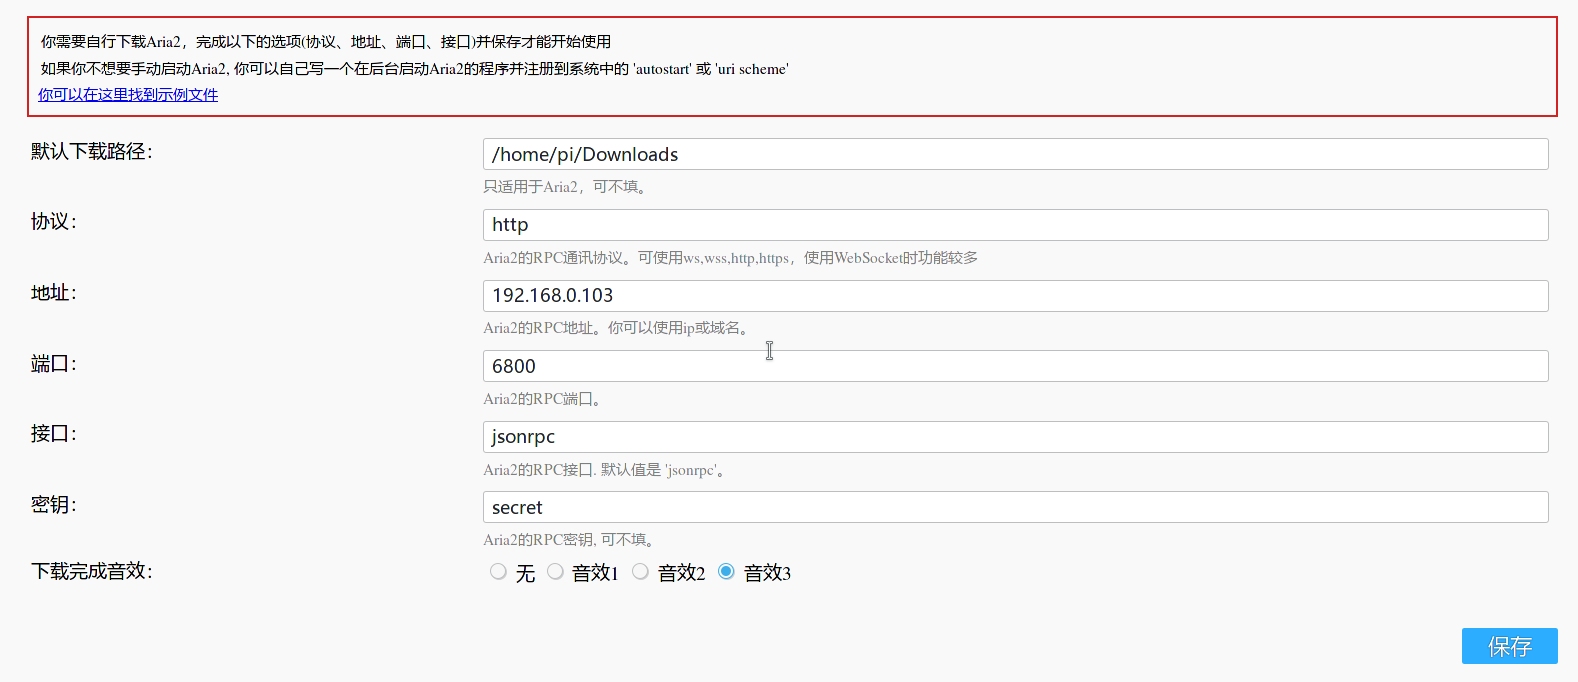 你需要自行下载Aria2，完成以下的选项(协议、地址、端口、接口)并保存才能开始使用
如果你不想要手动启动Aria2, 你可以自己写一个在后台启动Aria2的程序并注册到系统中的 'autostart' 或 'uri scheme'
你可以在这里找到示例文件
默认下载路径：
/home/pi/Downloads
只适用于Aria2，可不填。
协议：
http
Aria2的RPC通讯协议。可使用ws,wss,http,https，使用WebSocket时功能较多
地址：
192.168.0.103
Aria2的RPC地址。你可以使用ip或域名。
端口：
6800
Aria2的RPC端口。
接口：
jsonrpc
Aria2的RPC接口. 默认值是 'jsonrpc'。
密钥：
secret
Aria2的RPC密钥, 可不填。
下载完成音效： 无 音效1 音效2 音效3
保存